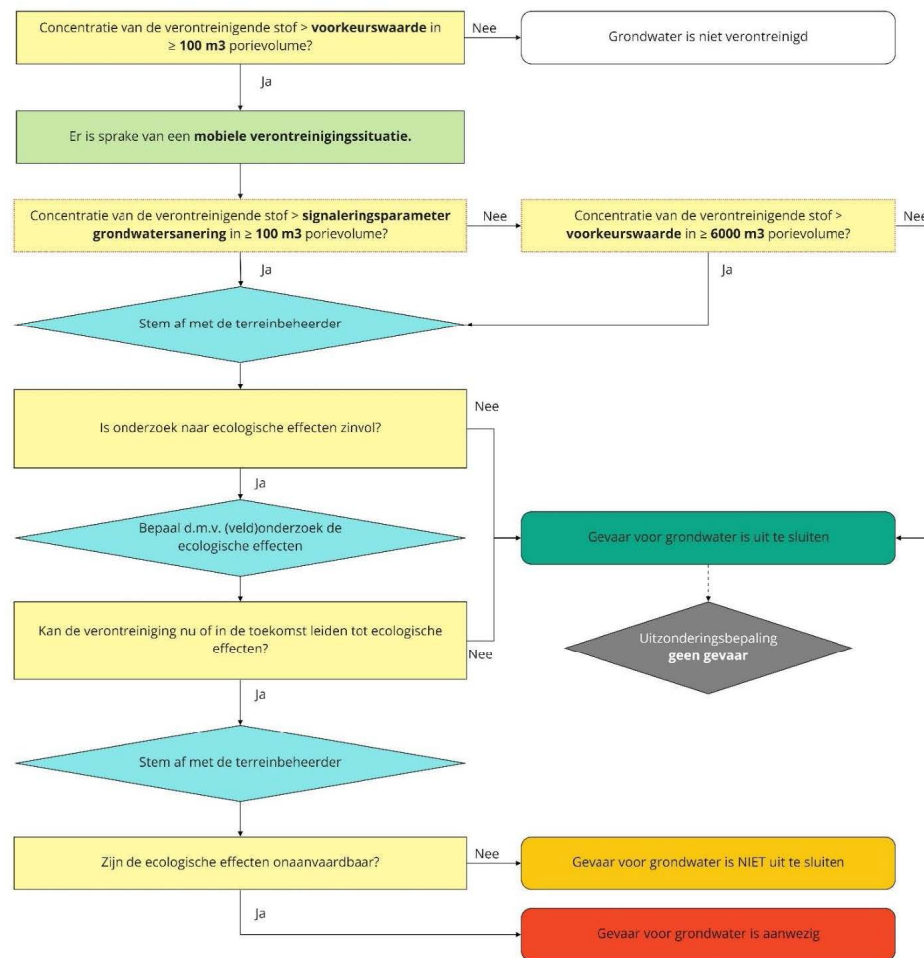 Concentratie van de verontreinigende stof > voorkeurswaarde in
≥ 100 m3 porievolume?
Nee
Grondwater is niet verontreinigd
Ja
Er is sprake van een mobiele verontreinigingssituatie.
Concentratie van de verontreinigende stof > signaleringsparameter
grondwatersanering in ≥ 100 m3 porievolume?
Nee
Concentratie van de verontreinigende stof >
voorkeurswaarde in ≥ 6000 m3 porievolume?
Nee
Ja
Ja
Stem af met de terreinbeheerder
Is onderzoek naar ecologische effecten zinvol?
Nee
Ja
Bepaal d.m.v. (veld)onderzoek de
ecologische effecten
Gevaar voor grondwater is uit te sluiten
Kan de verontreiniging nu of in de toekomst leiden tot ecologische
effecten?
Nee
Uitzonderingsbepaling
geen gevaar
Ja
Stem af met de terreinbeheerder
Zijn de ecologische effecten onaanvaardbaar?
Nee
Gevaar voor grondwater is NIET uit te sluiten
Ja
Gevaar voor grondwater is aanwezig